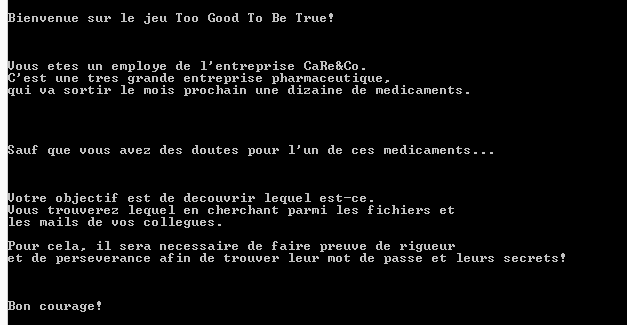 Bienvenue sur le jeu Too Good To Be True!
Vous etes un employe de l'entreprise CaRe&Co.
C'est une tres grande entreprise pharmaceutique,
qui va sortir le mois prochain une dizaine de medicaments.
Sauf que vous avez des doutes pour l'un de ces medicaments...
Votre objectif est de decouvrir lequel est-ce.
Vous trouverez lequel en cherchant parmi les fichiers et
les mails de vos collegues.
Pour cela, il sera necessaire de faire preuve de rigueur
et de perseverance afin de trouver leur mot de passe et leurs secrets!
Bon courage!